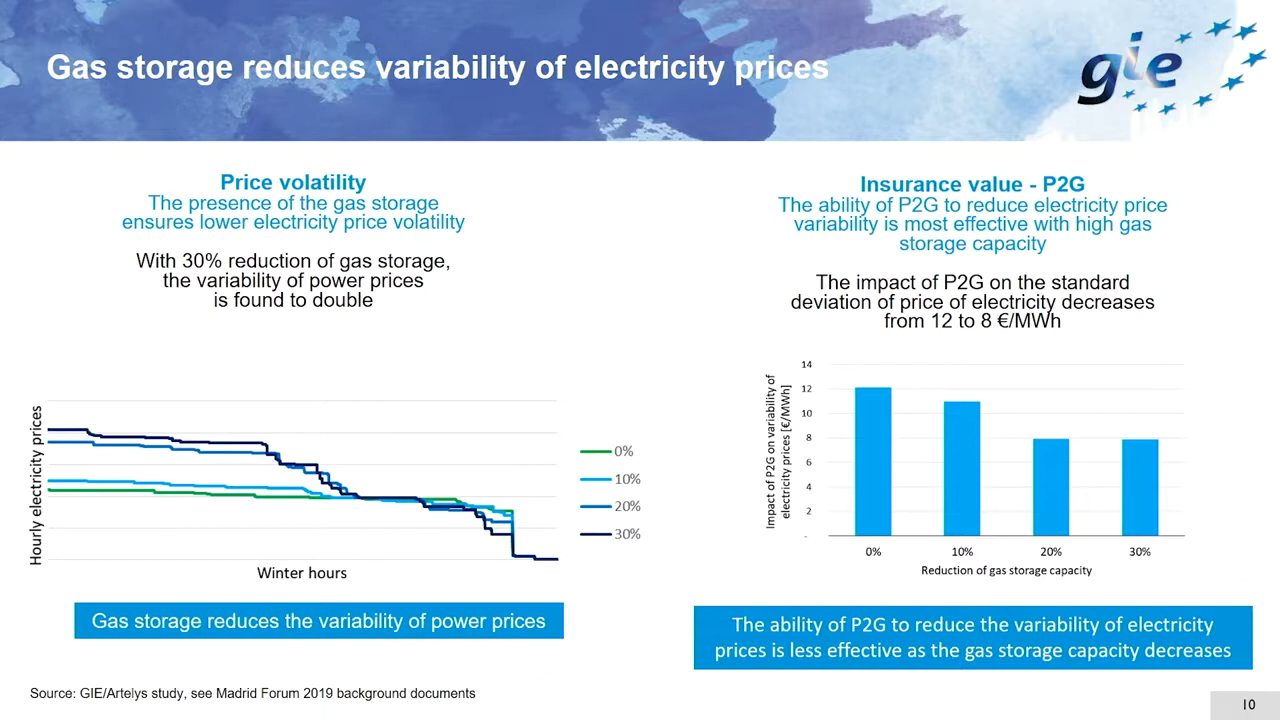 Gas storage reduces variability of electricity prices
gie
Price volatility
The presence of the gas storage
ensures lower electricity price volatility
With 30% reduction of gas storage,
the variability of power prices
is found to double
Hourly electricity prices
Winter hours
0%
10%
20%
30%
Gas storage reduces the variability of power prices
Insurance value - P2G
The ability of P2G to reduce electricity price
variability is most effective with high gas
storage capacity
The impact of P2G on the standard
deviation of price of electricity decreases
from 12 to 8 €/MWh
Impact of P2G on variability of
electricity prices [€/MWh]
14
12
10
8
6
4
2
-
0%
10%
20%
30%
Reduction of gas storage capacity
The ability of P2G to reduce the variability of electricity
prices is less effective as the gas storage capacity decreases
Source: GIE/Artelys study, see Madrid Forum 2019 background documents
10